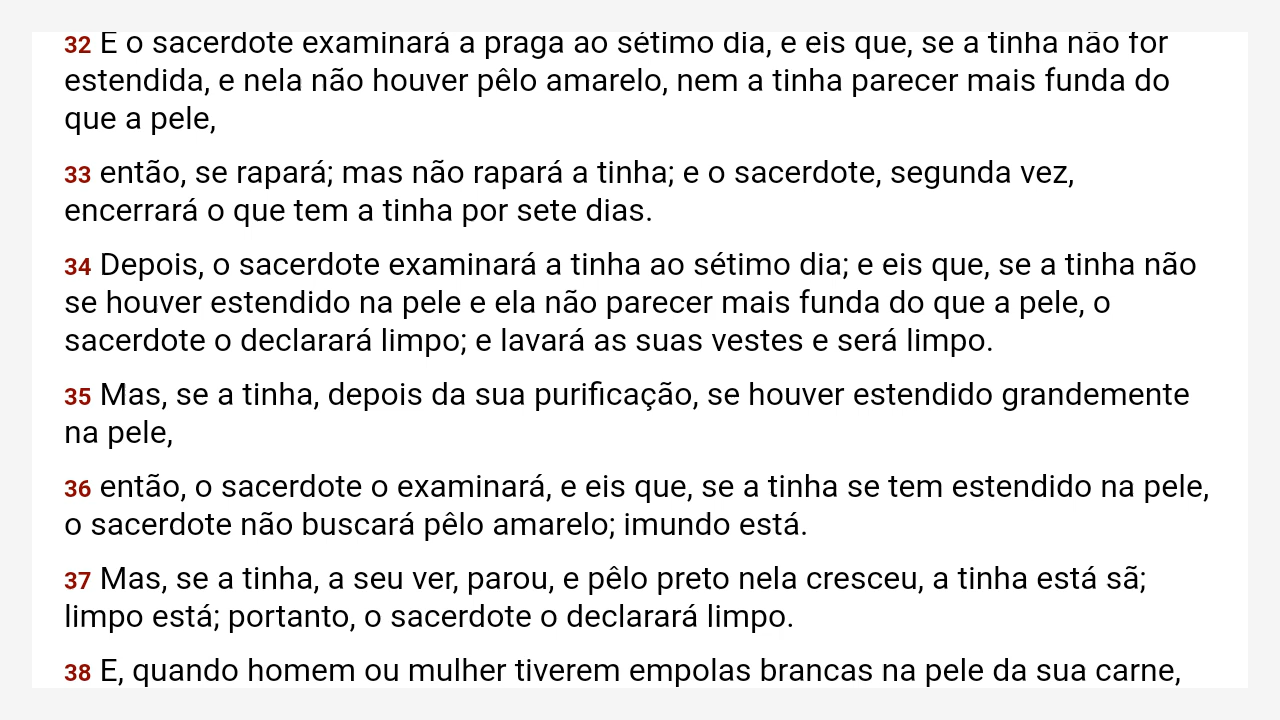 32 E o sacerdote examinará a praga ao sétimo dia, e eis que, se a tinha não for
estendida, e nela não houver pêlo amarelo, nem a tinha parecer mais funda do
que a pele,
33 então, se rapará; mas não rapará a tinha; e o sacerdote, segunda vez,
encerrará o que tem a tinha por sete dias.
34 Depois, o sacerdote examinará a tinha ao sétimo dia; e eis que, se a tinha não
se houver estendido na pele e ela não parecer mais funda do que a pele, o
sacerdote o declarará limpo; e lavará as suas vestes e será limpo.
35 Mas, se a tinha, depois da sua purificação, se houver estendido grandemente
na pele,
36 então, o sacerdote o examinará, e eis que, se a tinha se tem estendido na pele,
o sacerdote não buscará pêlo amarelo; imundo está.
37 Mas, se a tinha, a seu ver, parou, e pêlo preto nela cresceu, a tinha está sã;
limpo está; portanto, o sacerdote o declarará limpo.
38 E, quando homem ou mulher tiverem empolas brancas na pele da sua carne,